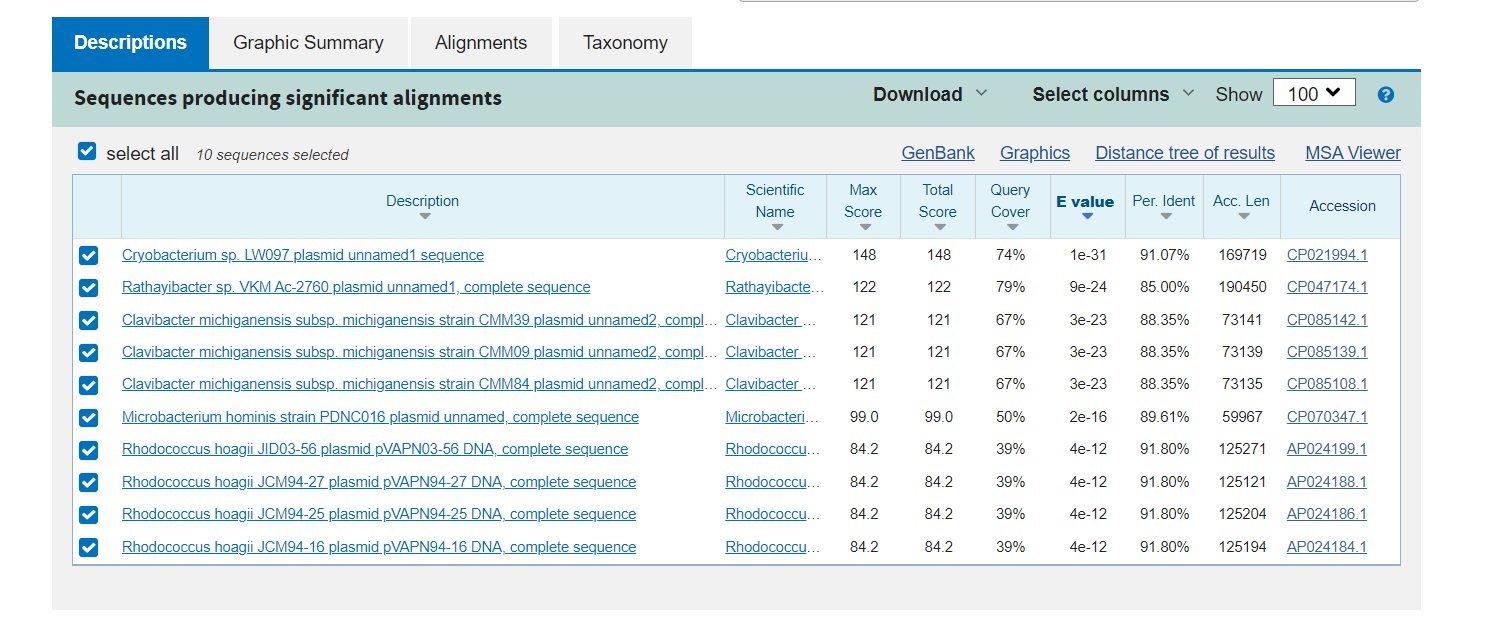 Descriptions Graphic Summary Alignments Taxonomy
Sequences producing significant alignments Download Select columns Show 100 ?
select all 10 sequences selected GenBank Graphics Distance tree of results MSA Viewer
Description Scientific Name Max Score Total Score Query Cover E value Per. Ident Acc. Len Accession
Cryobacterium sp. LW097 plasmid unnamed1 sequence Cryobacteriu... 148 148 74% 1e-31 91.07% 169719 CP021994.1
Rathayibacter sp. VKM Ac-2760 plasmid unnamed1, complete sequence Rathayibacte... 122 122 79% 9e-24 85.00% 190450 CP047174.1
Clavibacter michiganensis subsp. michiganensis strain CMM39 plasmid unnamed2, compl... Clavibacter ... 121 121 67% 3e-23 88.35% 73141 CP085142.1
Clavibacter michiganensis subsp. michiganensis strain CMM09 plasmid unnamed2, compl... Clavibacter ... 121 121 67% 3e-23 88.35% 73139 CP085139.1
Clavibacter michiganensis subsp. michiganensis strain CMM84 plasmid unnamed2, compl... Clavibacter ... 121 121 67% 3e-23 88.35% 73135 CP085108.1
Microbacterium hominis strain PDNC016 plasmid unnamed, complete sequence Microbacteri... 99.0 99.0 50% 2e-16 89.61% 59967 CP070347.1
Rhodococcus hoagii JID03-56 plasmid pVAPN03-56 DNA, complete sequence Rhodococcu... 84.2 84.2 39% 4e-12 91.80% 125271 AP024199.1
Rhodococcus hoagii JCM94-27 plasmid pVAPN94-27 DNA, complete sequence Rhodococcu... 84.2 84.2 39% 4e-12 91.80% 125121 AP024188.1
Rhodococcus hoagii JCM94-25 plasmid pVAPN94-25 DNA, complete sequence Rhodococcu... 84.2 84.2 39% 4e-12 91.80% 125204 AP024186.1
Rhodococcus hoagii JCM94-16 plasmid pVAPN94-16 DNA, complete sequence Rhodococcu... 84.2 84.2 39% 4e-12 91.80% 125194 AP024184.1